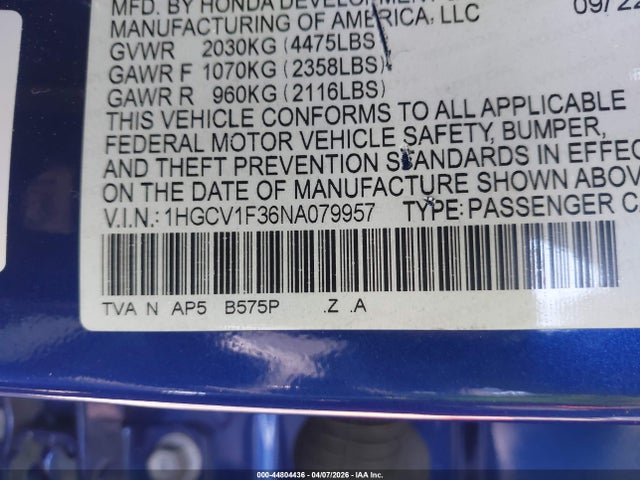 MFD. BY HONDA DEVELOPMENT
MANUFACTURING OF AMERICA, LLC 09/22
GVWR 2030KG (4475LBS)
GAWR F 1070KG (2358LBS)
GAWR R 960KG (2116LBS)
THIS VEHICLE CONFORMS TO ALL APPLICABLE
FEDERAL MOTOR VEHICLE SAFETY, BUMPER,
AND THEFT PREVENTION STANDARDS IN EFFEC
ON THE DATE OF MANUFACTURE SHOWN ABOV
V.I.N.: 1HGCV1F36NA079957 TYPE: PASSENGER C
TVA N AP5 B575P .Z .A
000-44804436 - 04/07/2026 - IAA Inc.